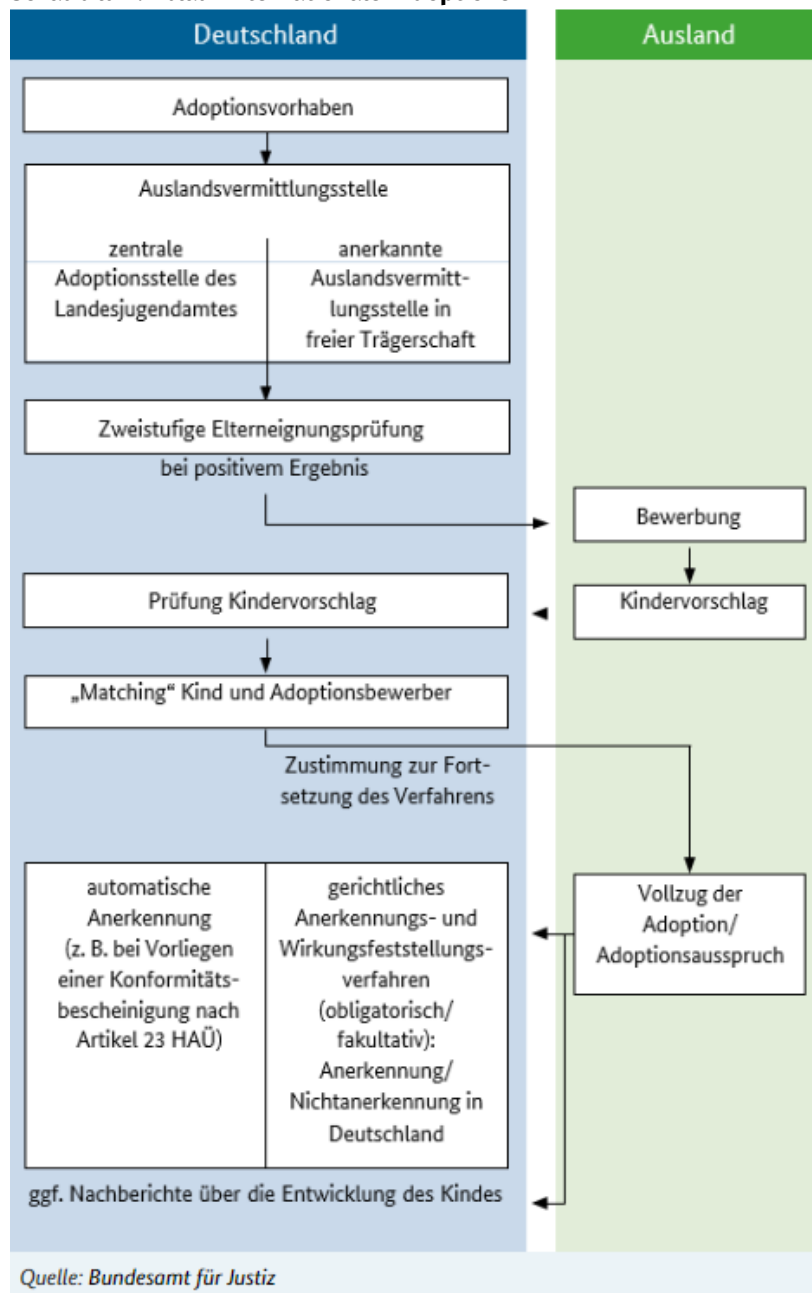 Deutschland
Ausland
Adoptionsvorhaben
Auslandsvermittlungsstelle
zentrale
Adoptionsstelle des
Landesjugendamtes
anerkannte
Auslandsvermitt-
lungsstelle in
freier Trägerschaft
Zweistufige Elterneignungsprüfung
bei positivem Ergebnis
Bewerbung
Kindervorschlag
Prüfung Kindervorschlag
„Matching“ Kind und Adoptionsbewerber
Zustimmung zur Fort-
setzung des Verfahrens
Vollzug der
Adoption/
Adoptionsausspruch
automatische
Anerkennung
(z. B. bei Vorliegen
einer Konformitäts-
bescheinigung nach
Artikel 23 HAÜ)
gerichtliches
Anerkennungs- und
Wirkungsfeststellungs-
verfahren
(obligatorisch/
fakultativ):
Anerkennung/
Nichtanerkennung in
Deutschland
ggf. Nachberichte über die Entwicklung des Kindes
Quelle: Bundesamt für Justiz